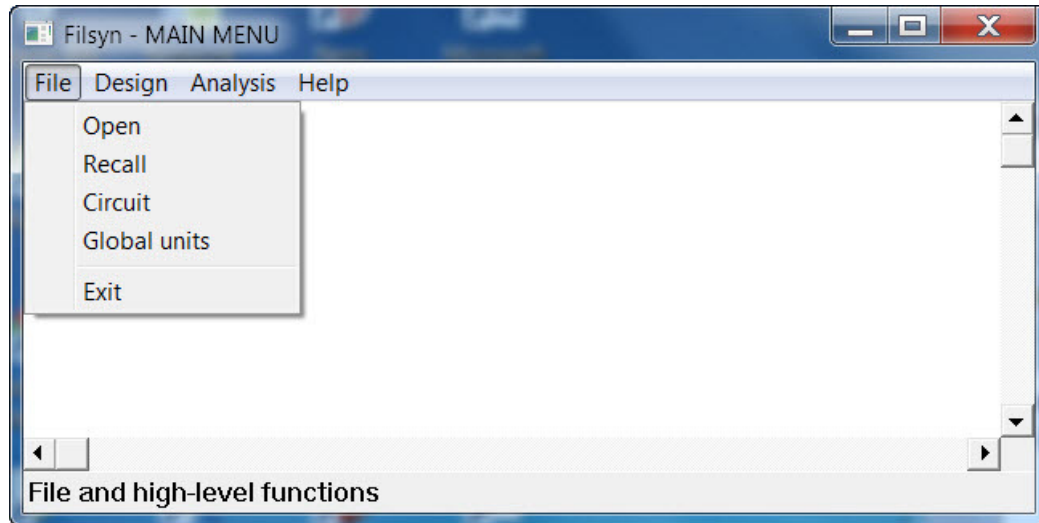 Filsyn - MAIN MENU
File Design Analysis Help
Open
Recall
Circuit
Global units
Exit
File and high-level functions